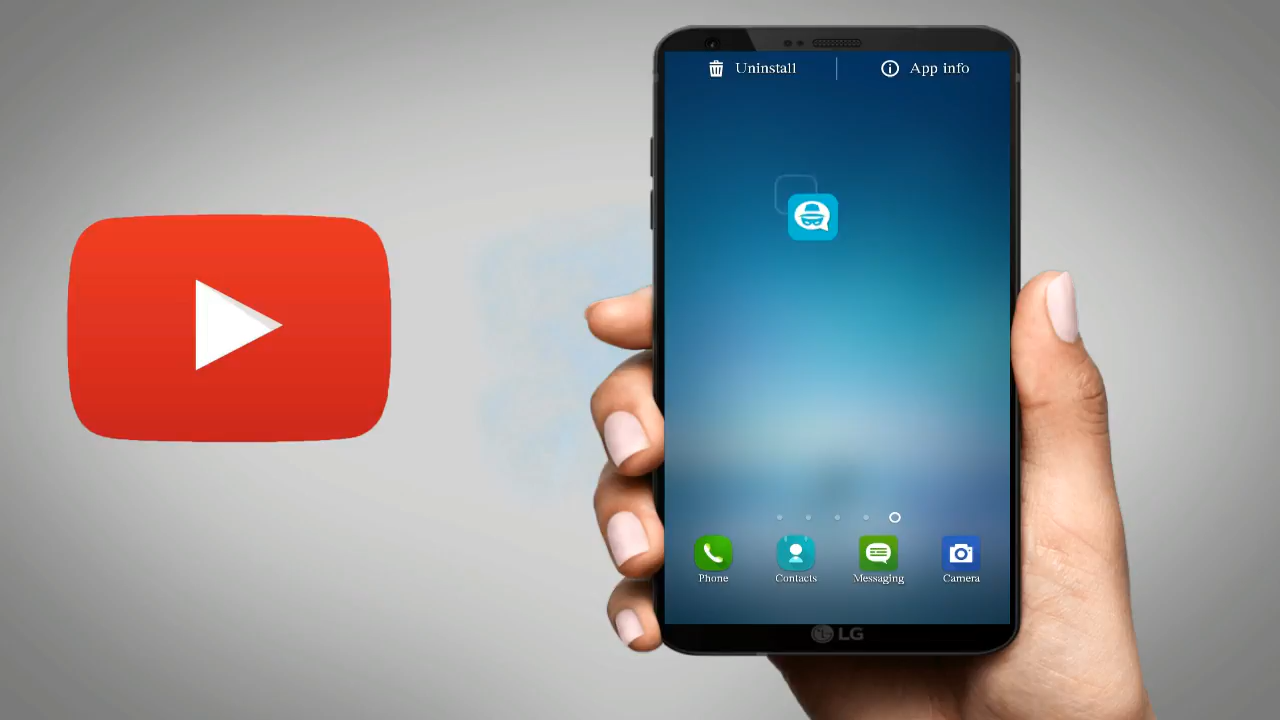 Uninstall
App info
Phone
Contacts
Messaging
Camera
LG